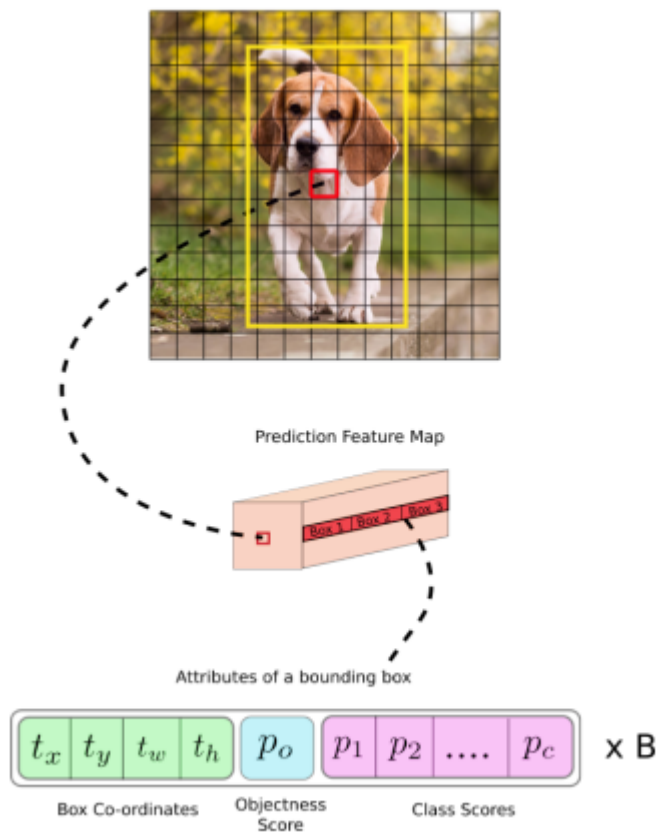 Prediction Feature Map
Box 1 Box 2 Box 3
Attributes of a bounding box
t_x t_y t_w t_h p_o p_1 p_2 .... p_c x B
Box Co-ordinates Objectness Score Class Scores